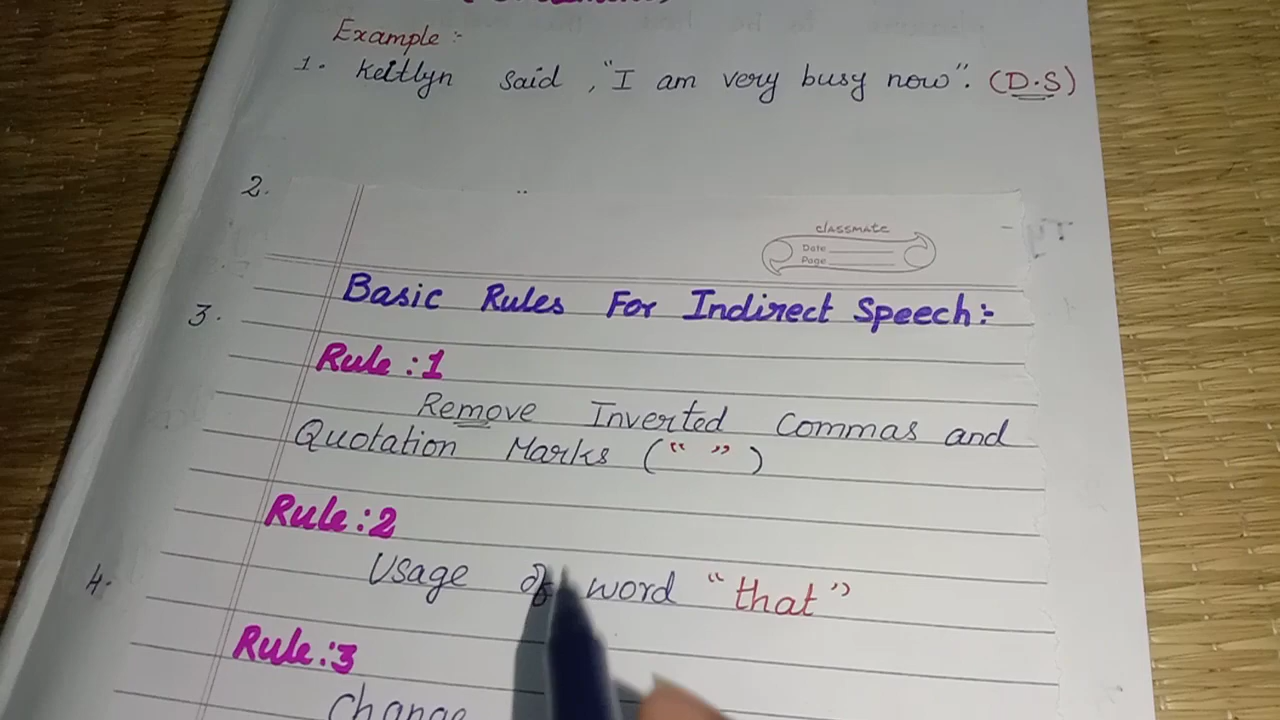 Example :-
1. Keitlyn said ,"I am very busy now". (D.S)
2.
classmate
Date
Page
Basic Rules For Indirect Speech:-
3.
Rule:1
Remove Inverted Commas and
Quotation Marks (" ")
Rule:2
4.
Usage of word "that"
Rule:3
Change